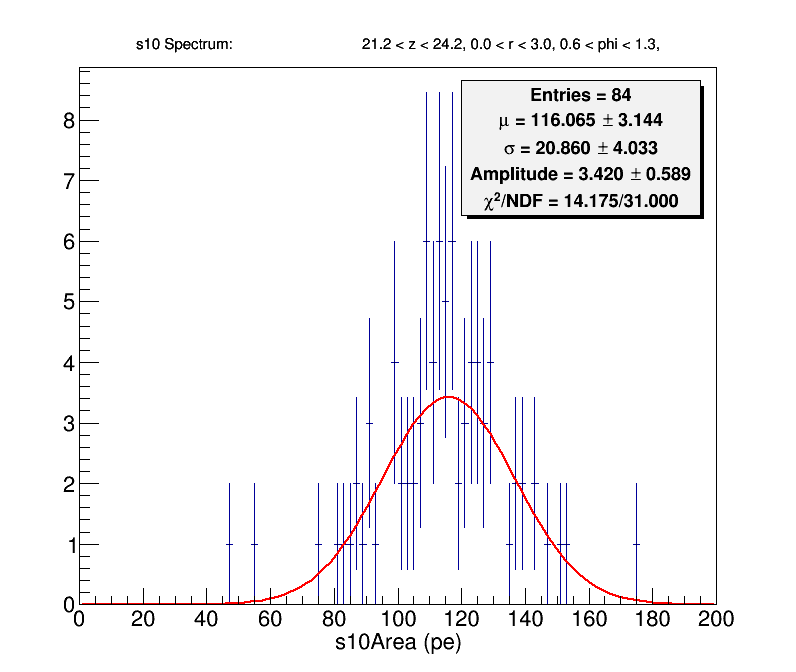 s10 Spectrum: 21.2 < z < 24.2, 0.0 < r < 3.0, 0.6 < phi < 1.3,
Entries = 84
μ = 116.065 ± 3.144
σ = 20.860 ± 4.033
Amplitude = 3.420 ± 0.589
χ²/NDF = 14.175/31.000
8
7
6
5
4
3
2
1
0
0 20 40 60 80 100 120 140 160 180 200
s10Area (pe)